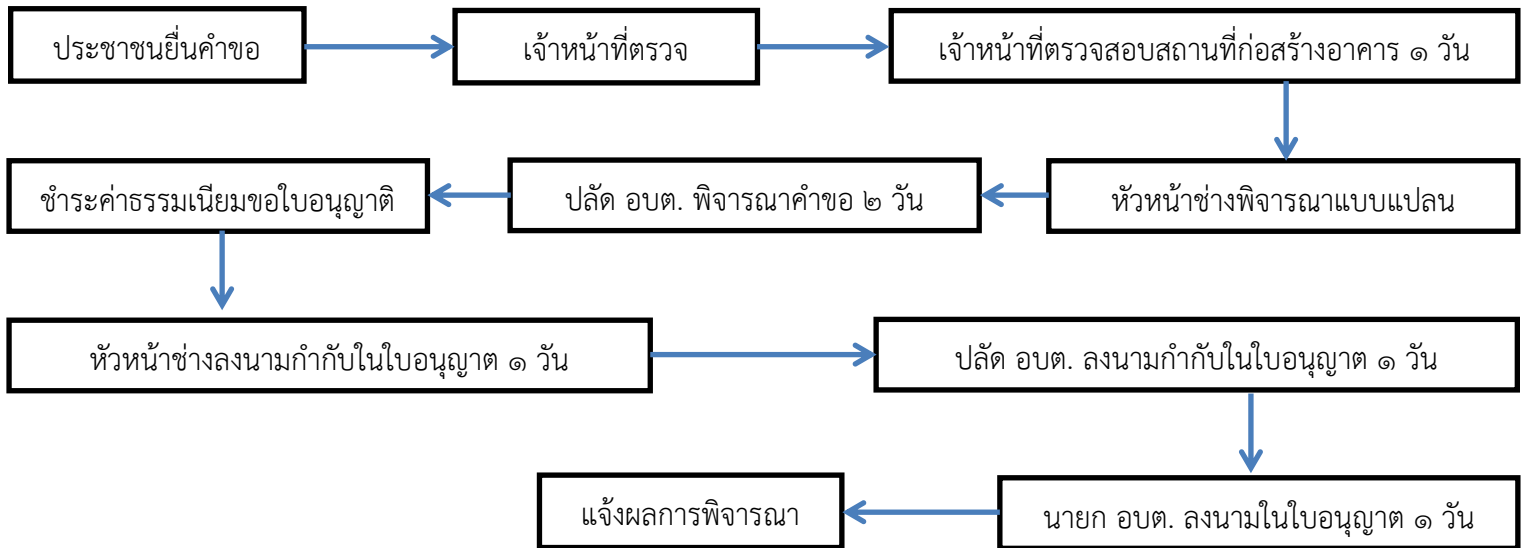 ประชาชนยื่นคำขอ
เจ้าหน้าที่ตรวจ
เจ้าหน้าที่ตรวจสอบสถานที่ก่อสร้างอาคาร ๑ วัน
หัวหน้าช่างพิจารณาแบบแปลน
ปลัด อบต. พิจารณาคำขอ ๒ วัน
ชำระค่าธรรมเนียมขอใบอนุญาติ
หัวหน้าช่างลงนามกำกับในใบอนุญาต ๑ วัน
ปลัด อบต. ลงนามกำกับในใบอนุญาต ๑ วัน
นายก อบต. ลงนามในใบอนุญาต ๑ วัน
แจ้งผลการพิจารณา